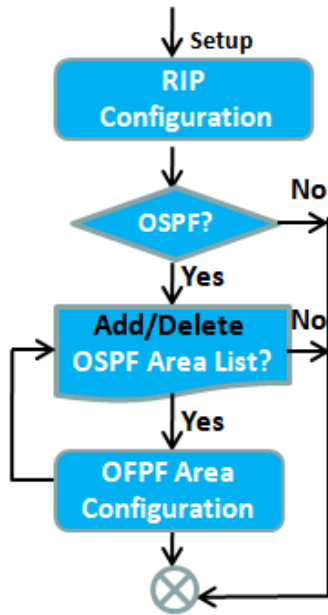 Setup
RIP
Configuration
OSPF?
No
Yes
Add/Delete
OSPF Area List?
No
Yes
OFPF Area
Configuration